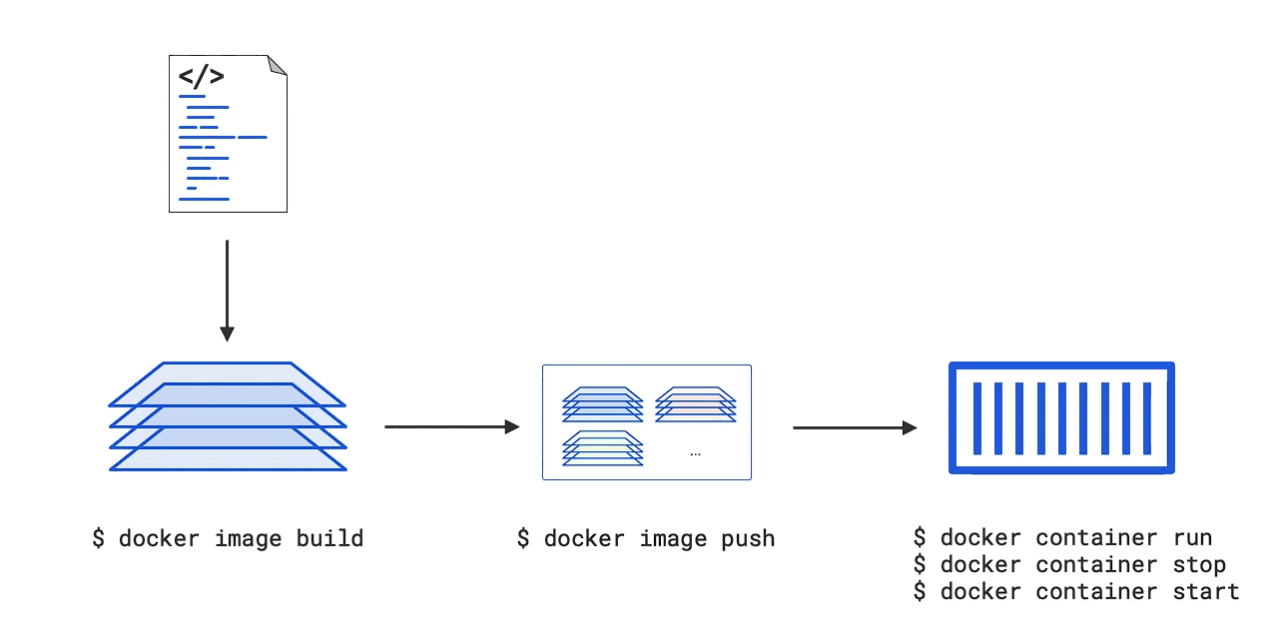 </>
$ docker image build
$ docker image push
...
$ docker container run
$ docker container stop
$ docker container start